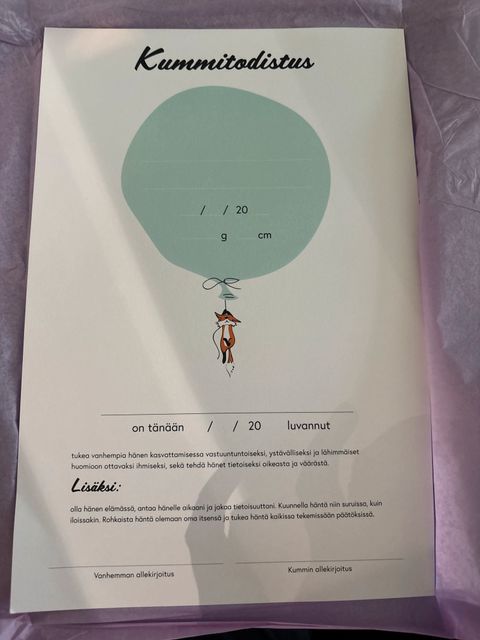 Kummitodistus
/ / 20
g cm
on tänään / / 20 luvannut
tukea vanhempia hänen kasvattamisessa vastuuntuntoiseksi, ystävälliseksi ja lähimmäiset
huomioon ottavaksi ihmiseksi, sekä tehdä hänet tietoiseksi oikeasta ja väärästä.
Lisäksi:
olla hänen elämässä, antaa hänelle aikaani ja jakaa tietoisuuttani. Kuunnella häntä niin suruissa, kuin
iloissakin. Rohkaista häntä olemaan oma itsensä ja tukea häntä kaikissa tekemissään päätöksissä.
Vanhemman allekirjoitus Kummin allekirjoitus